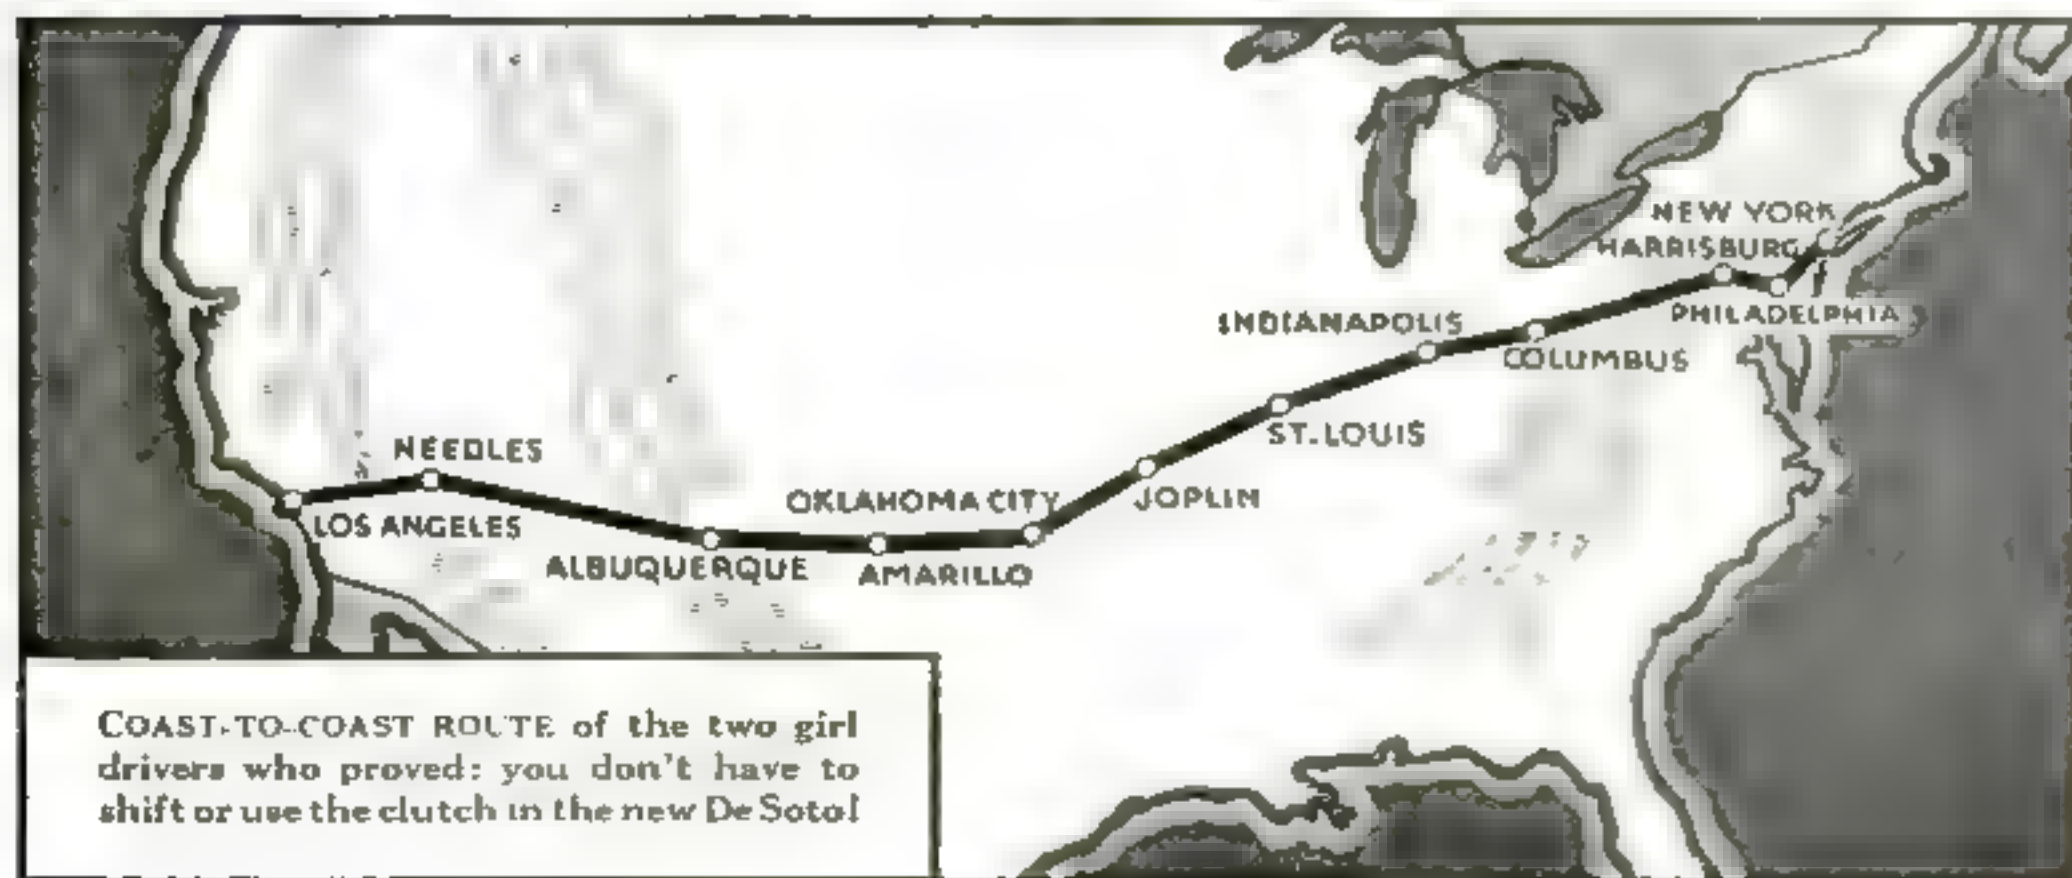 NEW YORK
HARRISBURG
PHILADELPHIA
INDIANAPOLIS
COLUMBUS
ST. LOUIS
NEEDLES
OKLAHOMA CITY
JOPLIN
LOS ANGELES
ALBUQUERQUE
AMARILLO
COAST-TO-COAST ROUTE of the two girl
drivers who proved: you don't have to
shift or use the clutch in the new De Soto!